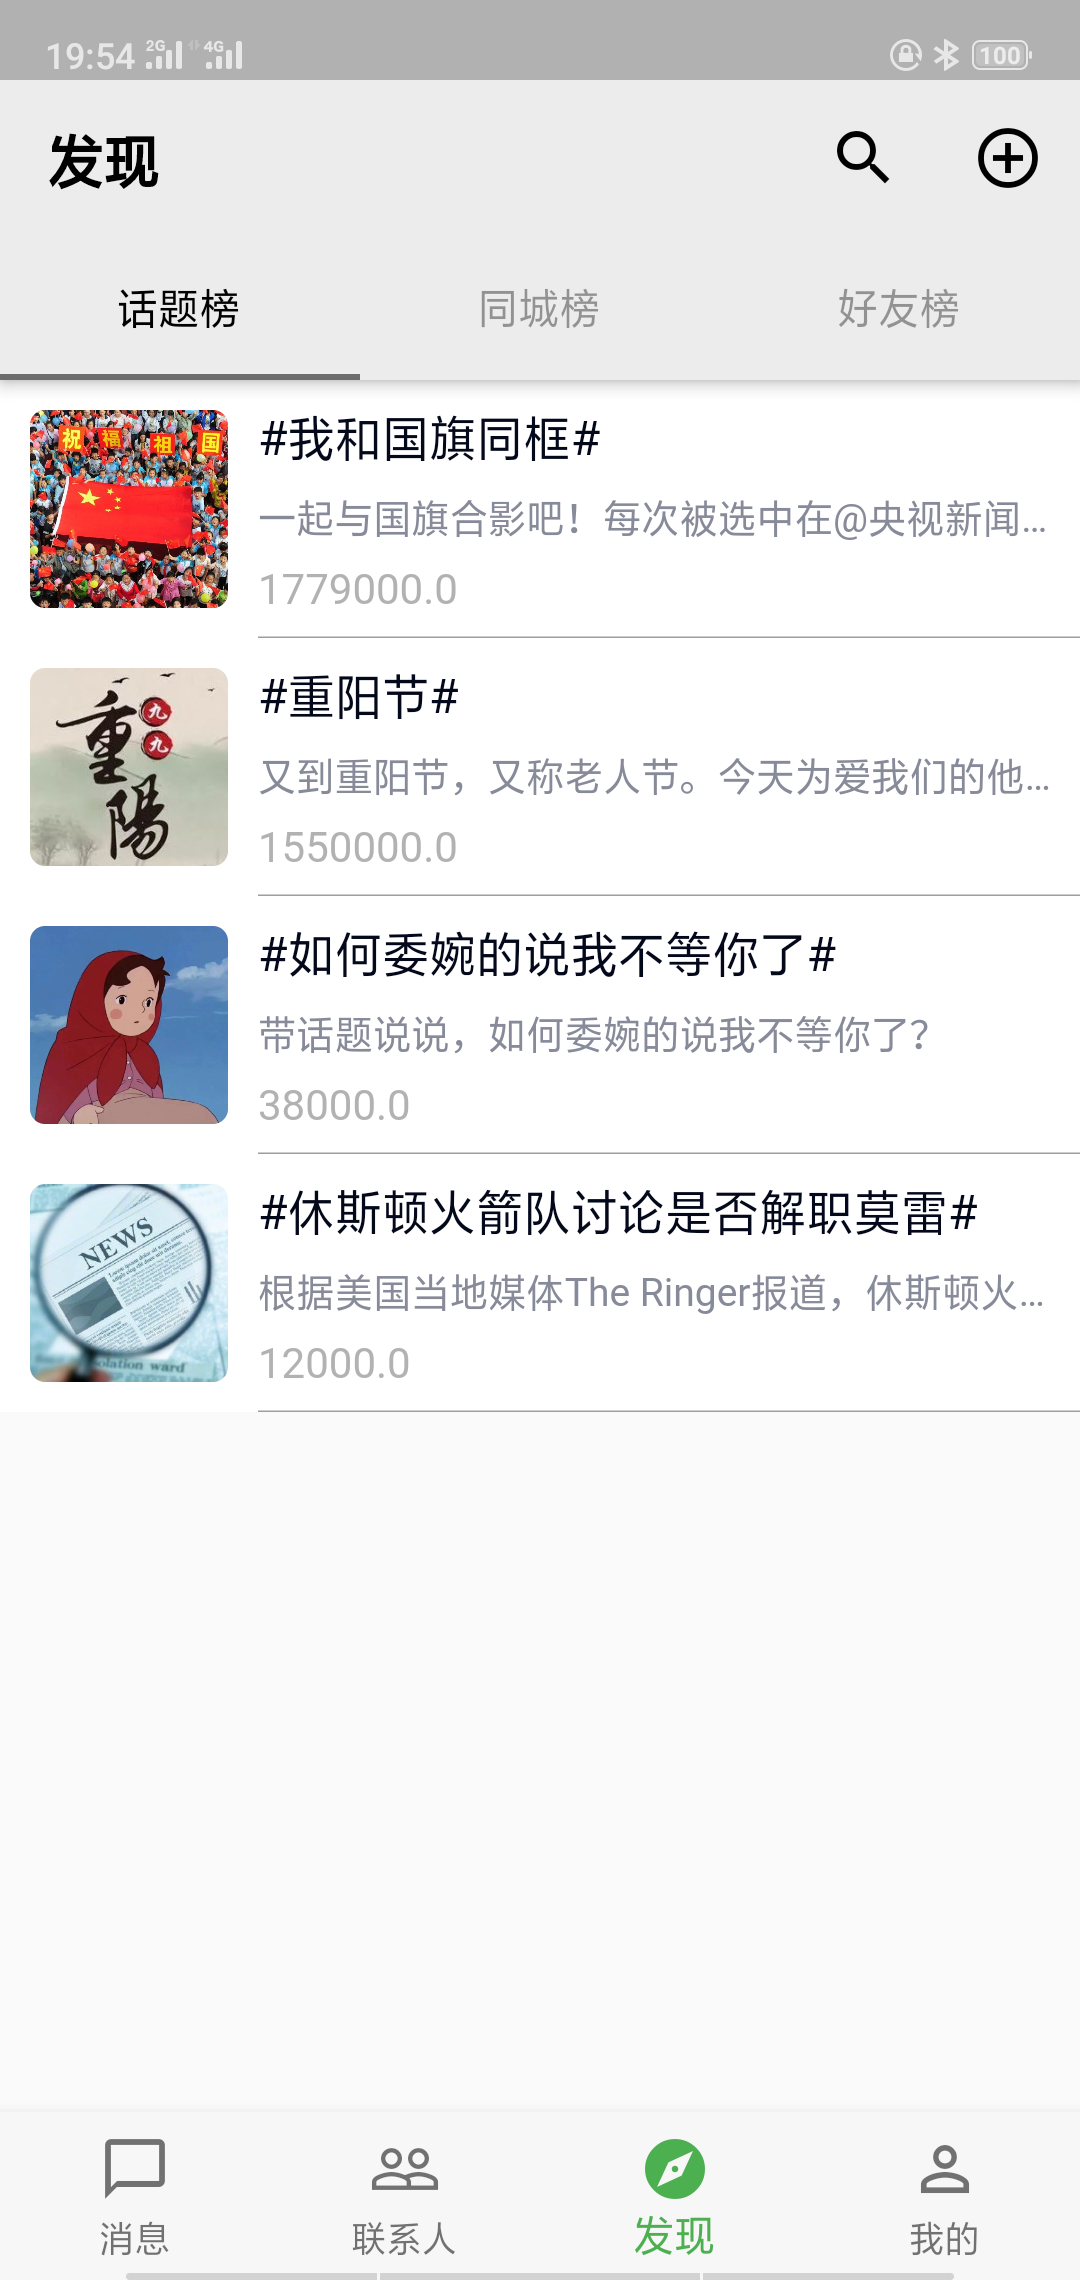 19:54 2G 4G 100
发现
话题榜 同城榜 好友榜
祝福祖国
#我和国旗同框#
一起与国旗合影吧！每次被选中在@央视新闻...
1779000.0
重陽
九九
#重阳节#
又到重阳节，又称老人节。今天为爱我们的他...
1550000.0
#如何委婉的说我不等你了#
带话题说说，如何委婉的说我不等你了？
38000.0
NEWS
olation ward
#休斯顿火箭队讨论是否解职莫雷#
根据美国当地媒体The Ringer报道，休斯顿火...
12000.0
消息 联系人 发现 我的